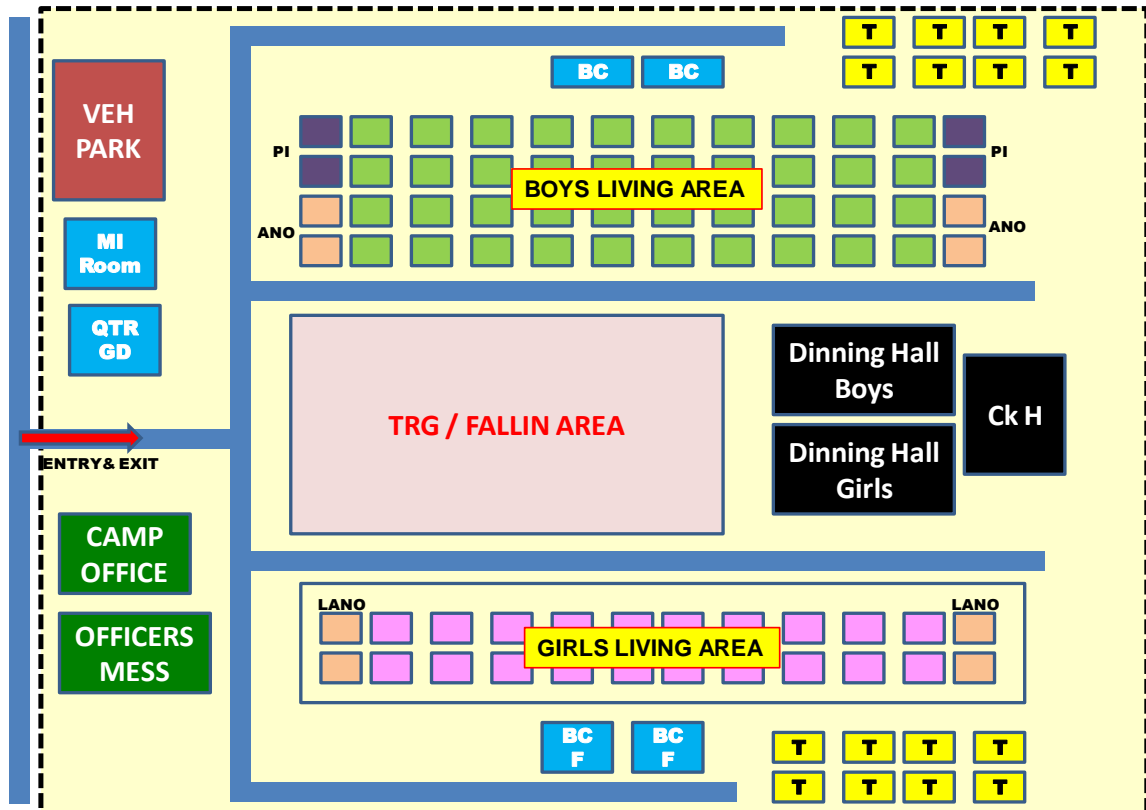 T T T T
BC BC
T T T T
VEH
PARK
PI
PI
BOYS LIVING AREA
ANO
ANO
MI
Room
QTR
GD
Dinning Hall
Boys
Ck H
TRG / FALLIN AREA
Dinning Hall
Girls
ENTRY& EXIT
CAMP
OFFICE
OFFICERS
MESS
LANO
LANO
GIRLS LIVING AREA
BC
F
BC
F
T T T T
T T T T